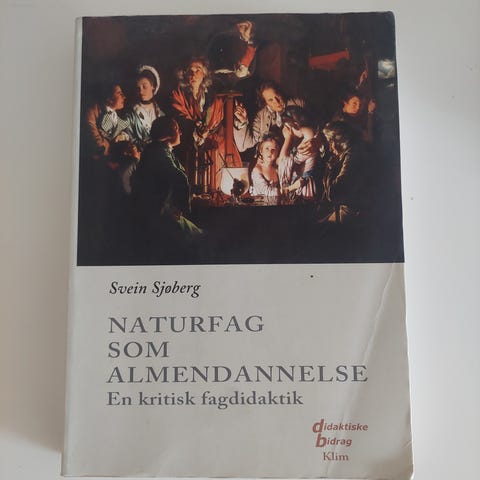 Svein Sjøberg
NATURFAG
SOM
ALMENDANNELSE
En kritisk fagdidaktik
didaktiske
bidrag
Klim